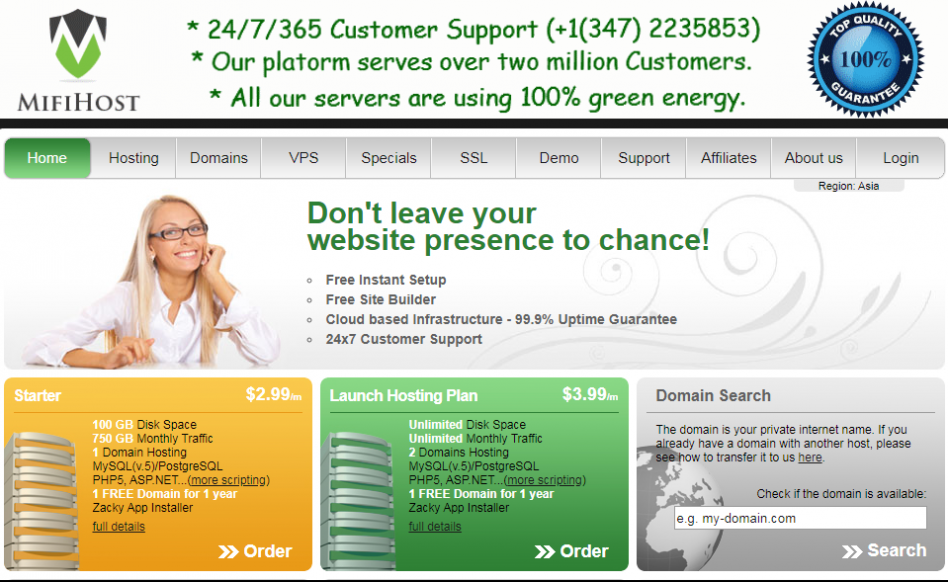 * 24/7/365 Customer Support (+1(347) 2235853)
* Our platorm serves over two million Customers.
* All our servers are using 100% green energy.
MIFIHOST
TOP QUALITY
100%
GUARANTEE
Home Hosting Domains VPS Specials SSL Demo Support Affiliates About us Login
Region: Asia
Don't leave your
website presence to chance!
Free Instant Setup
Free Site Builder
Cloud based Infrastructure - 99.9% Uptime Guarantee
24x7 Customer Support
Starter $2.99/m
100 GB Disk Space
750 GB Monthly Traffic
1 Domain Hosting
MySQL(v.5)/PostgreSQL
PHP5, ASP.NET...(more scripting)
1 FREE Domain for 1 year
Zacky App Installer
full details
Order
Launch Hosting Plan $3.99/m
Unlimited Disk Space
Unlimited Monthly Traffic
2 Domains Hosting
MySQL(v.5)/PostgreSQL
PHP5, ASP.NET...(more scripting)
1 FREE Domain for 1 year
Zacky App Installer
full details
Order
Domain Search
The domain is your private internet name. If you
already have a domain with another host, please
see how to transfer it to us here.
Check if the domain is available:
e.g. my-domain.com
Search